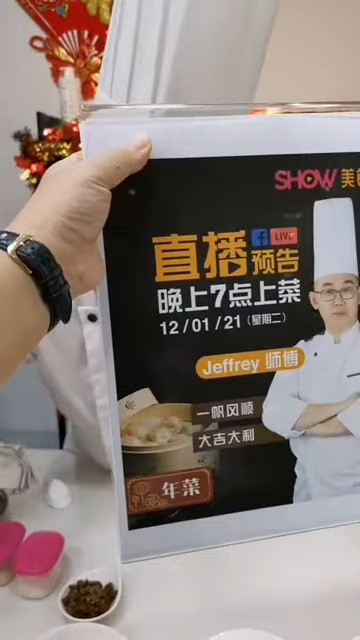 SHOW 美
直播 f LIVE
预告
晚上7点上菜
12/01/21 (星期二)
Jeffrey 师傅
一帆风顺
大吉大利
年菜